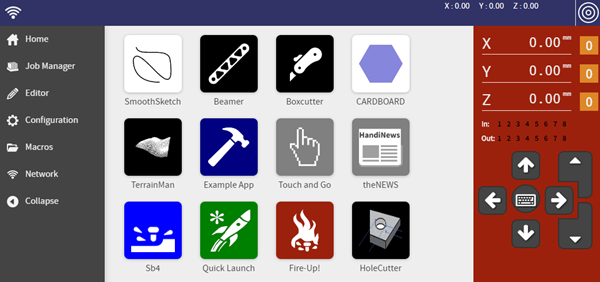 X : 0.00 Y : 0.00 Z : 0.00
Home
Job Manager
Editor
Configuration
Macros
Network
Collapse
SmoothSketch Beamer Boxcutter CARDBOARD
HandiNews
TerrainMan Example App Touch and Go theNEWS
Sb4 Quick Launch Fire-Up! HoleCutter
X 0.00 mm 0
Y 0.00 mm 0
Z 0.00 mm 0
In: 1 2 3 4 5 6 7 8
Out: 1 2 3 4 5 6 7 8